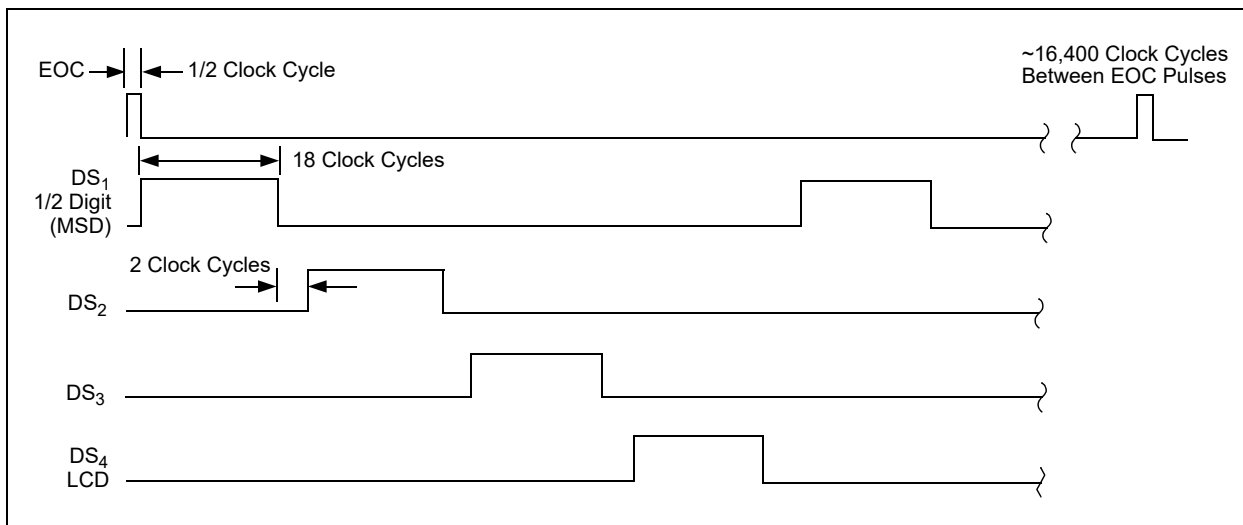 ~16,400 Clock Cycles
Between EOC Pulses
EOC
1/2 Clock Cycle
18 Clock Cycles
DS1
1/2 Digit
(MSD)
2 Clock Cycles
DS2
DS3
DS4
LCD